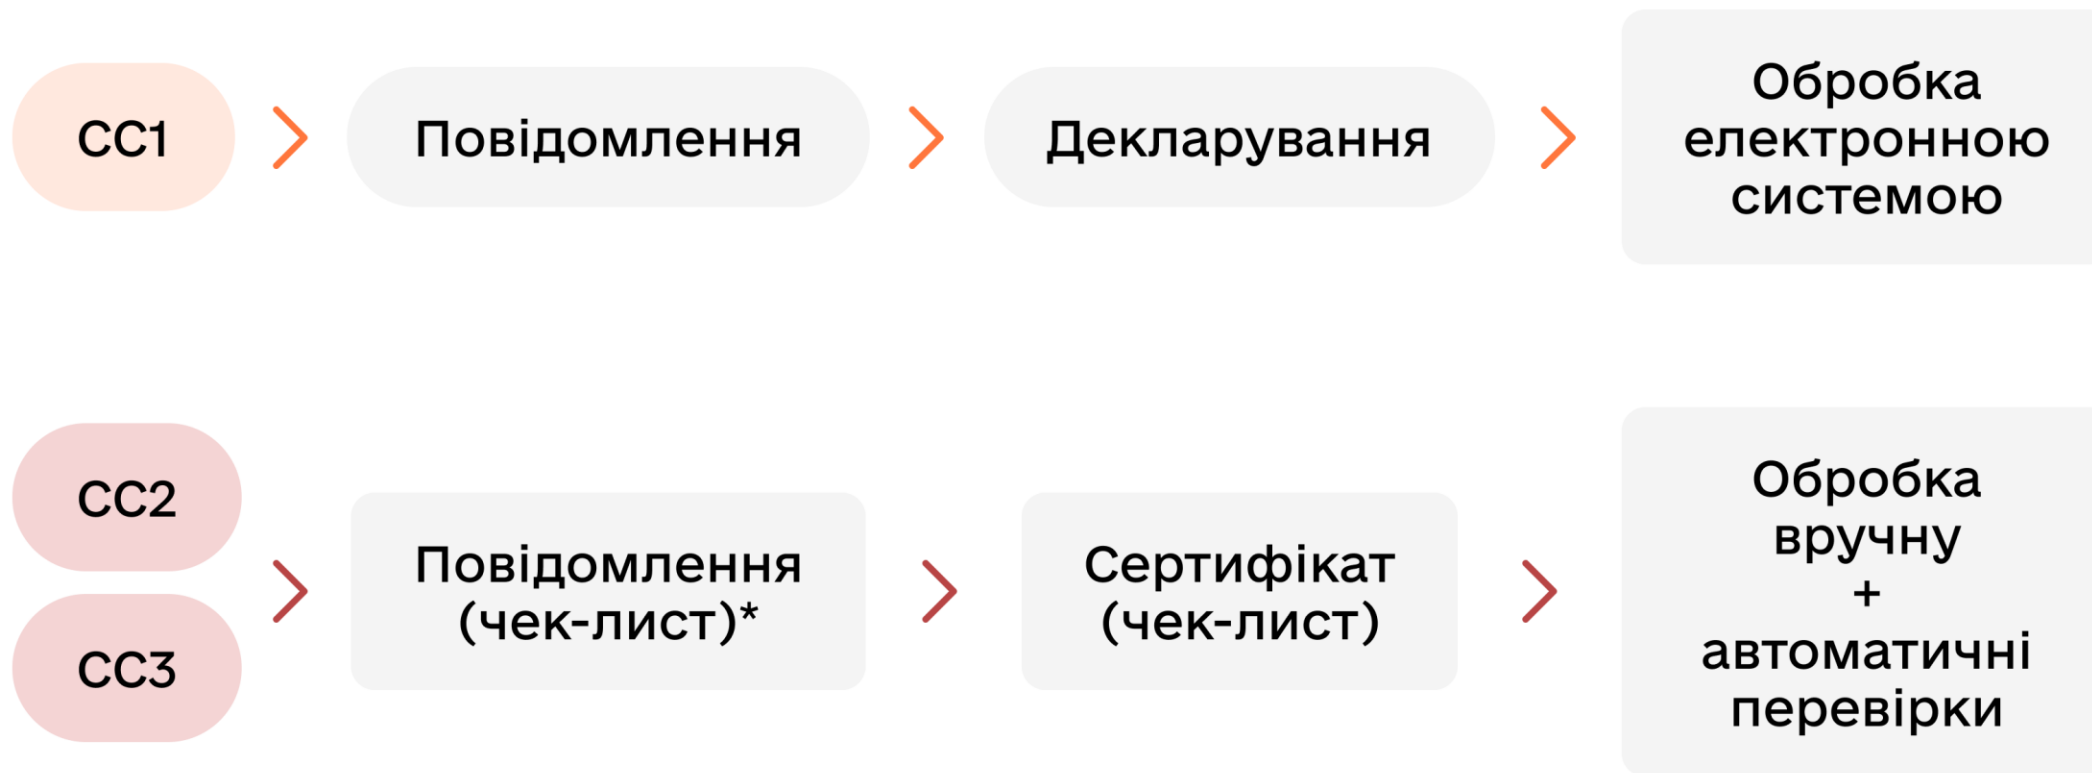 СС1
Повідомлення
Декларування
Обробка
електронною
системою
СС2
СС3
Повідомлення
(чек-лист)*
Сертифікат
(чек-лист)
Обробка
вручну
+
автоматичні
перевірки